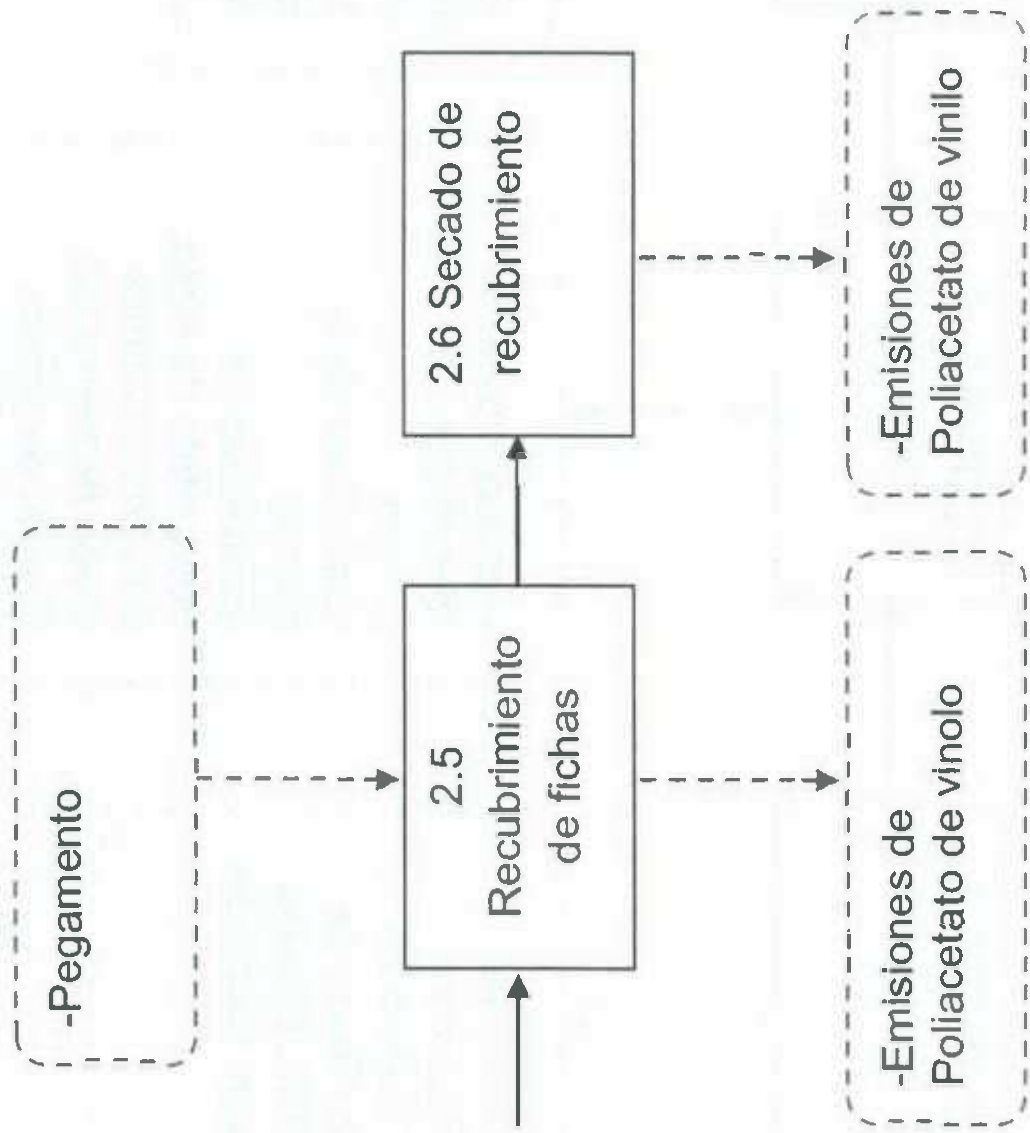 -Pegamento
2.5
Recubrimiento
de fichas
2.6 Secado de
recubrimiento
-Emisiones de
Poliacetato de vinolo
-Emisiones de
Poliacetato de vinilo